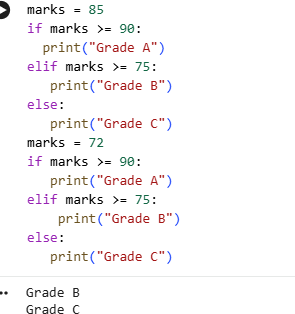 marks = 85
if marks >= 90:
  print("Grade A")
elif marks >= 75:
   print("Grade B")
else:
   print("Grade C")
marks = 72
if marks >= 90:
   print("Grade A")
elif marks >= 75:
    print("Grade B")
else:
   print("Grade C")
Grade B
Grade C